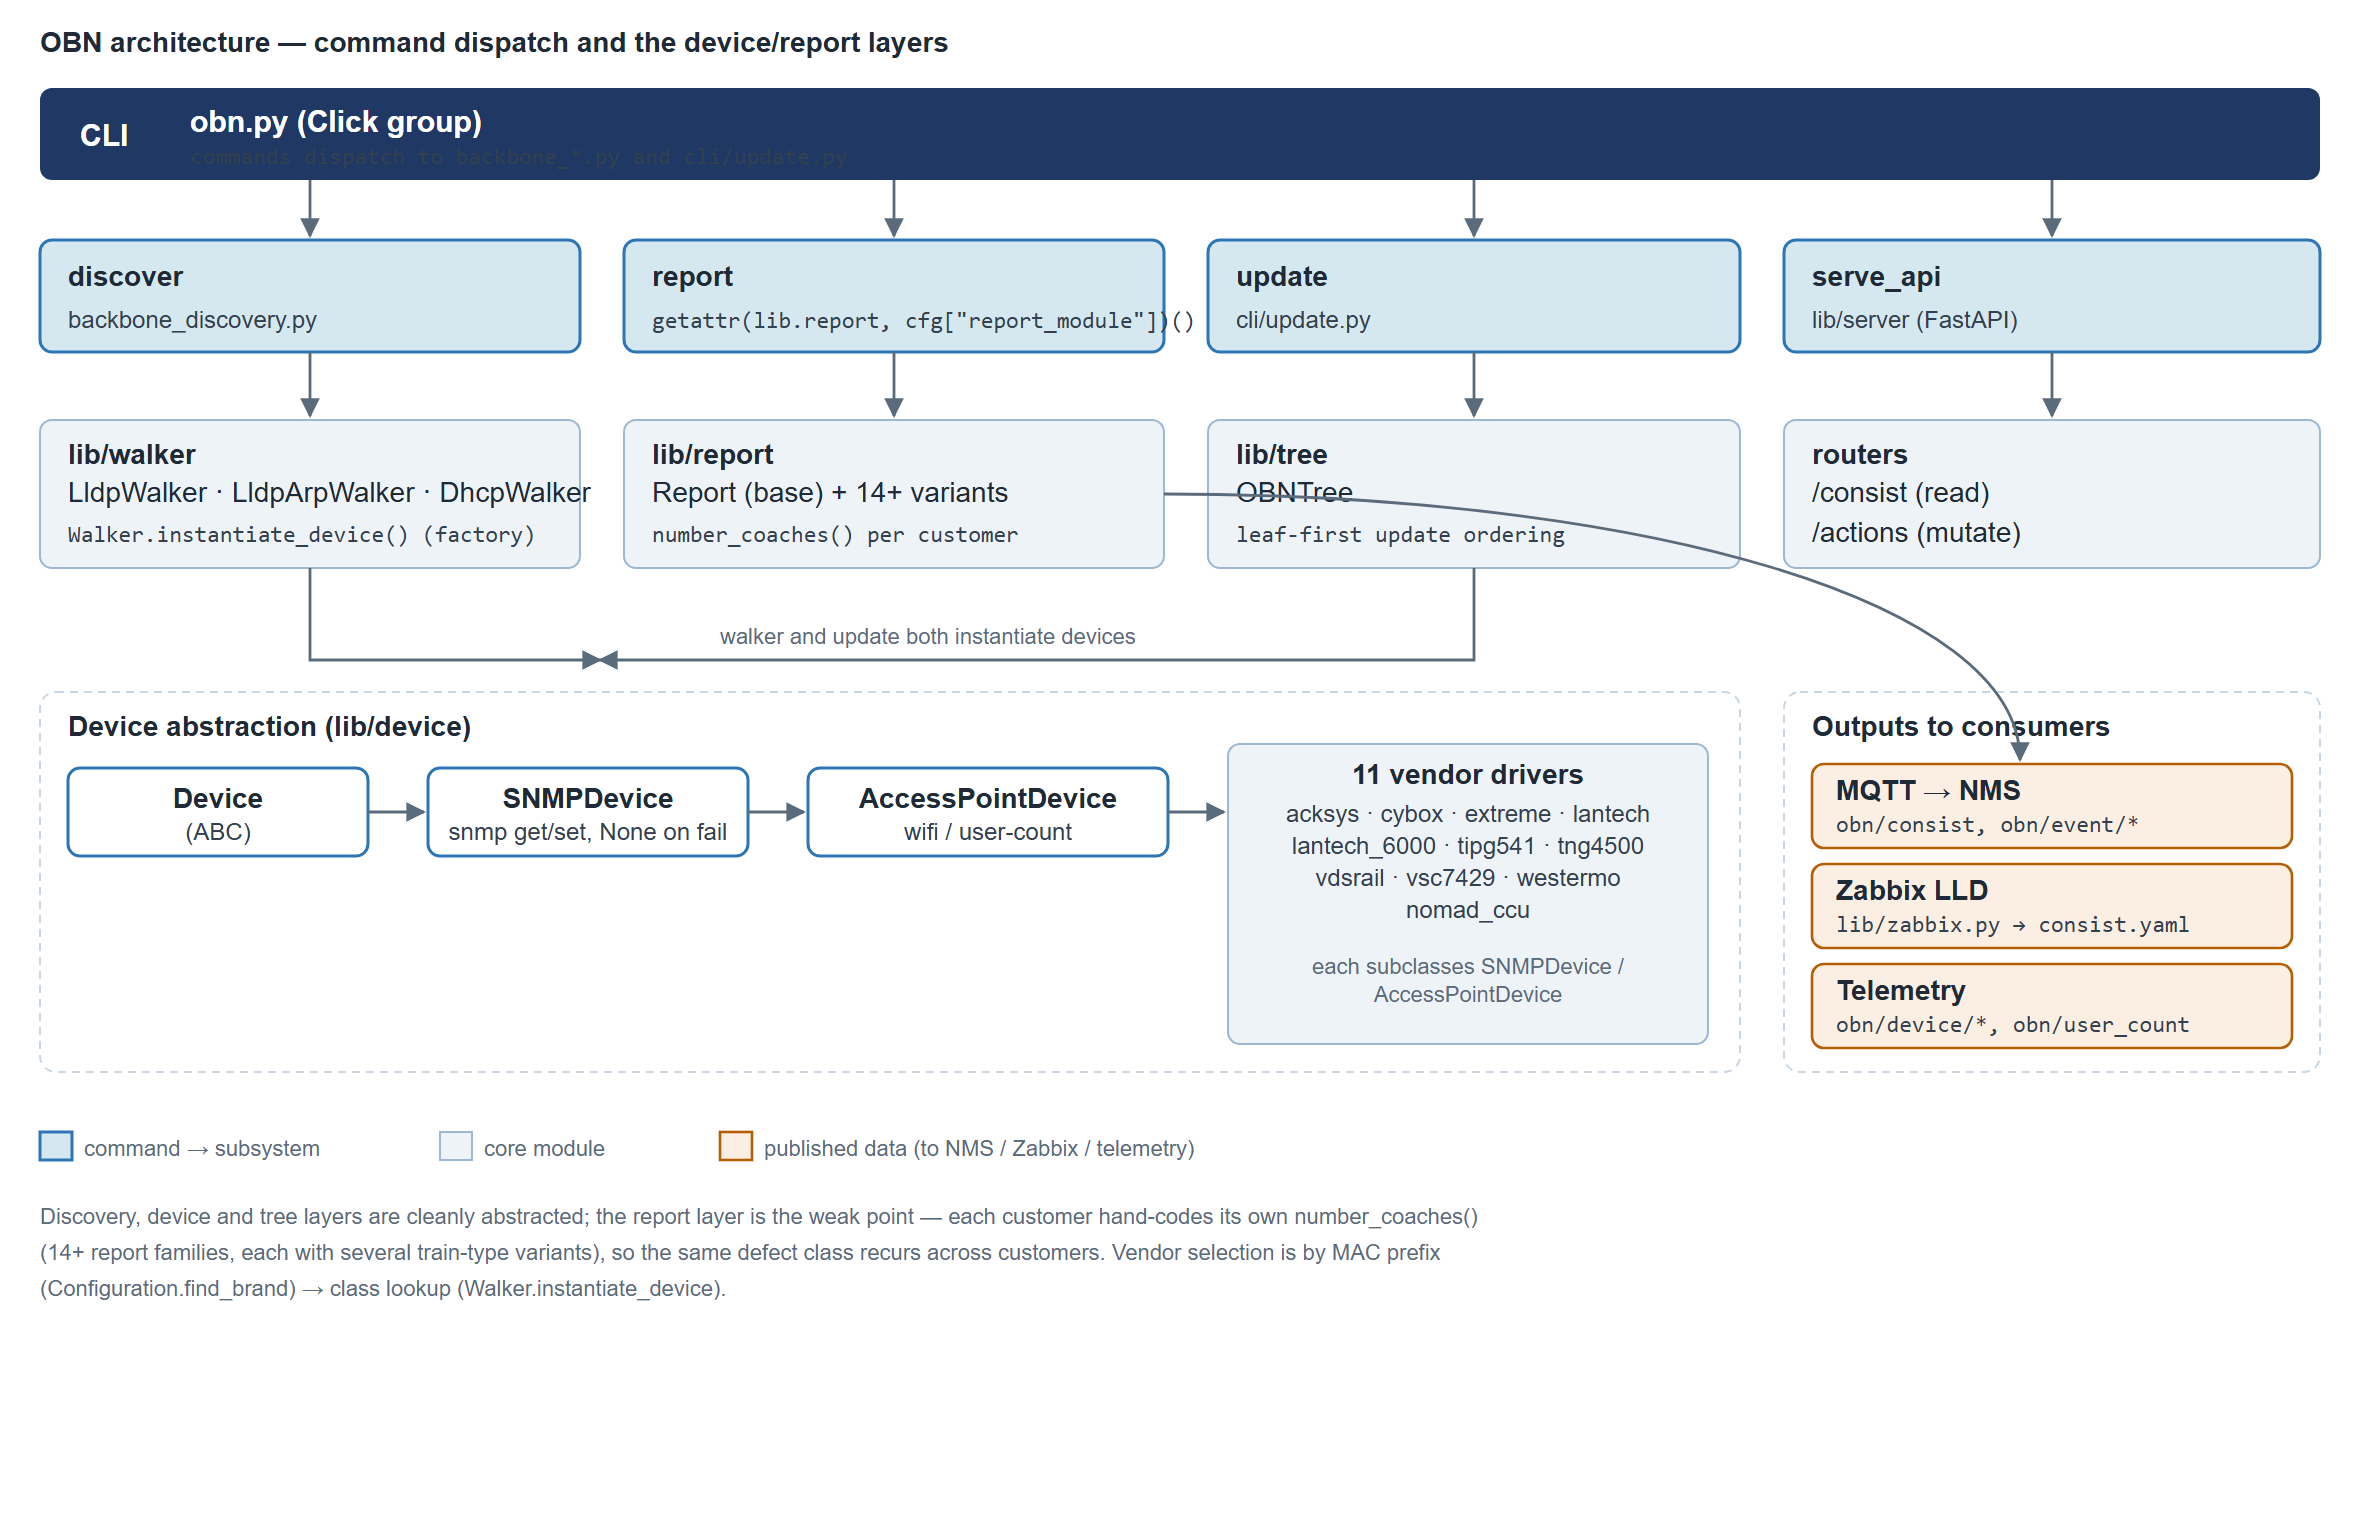 OBN architecture — command dispatch and the device/report layers
CLI
obn.py (Click group)
commands dispatch to backbone_*.py and cli/update.py
discover
backbone_discovery.py
report
getattr(lib.report, cfg["report_module"])()
update
cli/update.py
serve_api
lib/server (FastAPI)
lib/walker
LldpWalker · LldpArpWalker · DhcpWalker
Walker.instantiate_device() (factory)
lib/report
Report (base) + 14+ variants
number_coaches() per customer
lib/tree
OBNTree
leaf-first update ordering
routers
/consist (read)
/actions (mutate)
walker and update both instantiate devices
Device abstraction (lib/device)
Device
(ABC)
SNMPDevice
snmp get/set, None on fail
AccessPointDevice
wifi / user-count
11 vendor drivers
acksys · cybox · extreme · lantech
lantech_6000 · tipg541 · tng4500
vdsrail · vsc7429 · westermo
nomad_ccu
each subclasses SNMPDevice /
AccessPointDevice
Outputs to consumers
MQTT → NMS
obn/consist, obn/event/*
Zabbix LLD
lib/zabbix.py → consist.yaml
Telemetry
obn/device/*, obn/user_count
command → subsystem
core module
published data (to NMS / Zabbix / telemetry)
Discovery, device and tree layers are cleanly abstracted; the report layer is the weak point — each customer hand-codes its own number_coaches()
(14+ report families, each with several train-type variants), so the same defect class recurs across customers. Vendor selection is by MAC prefix
(Configuration.find_brand) → class lookup (Walker.instantiate_device).